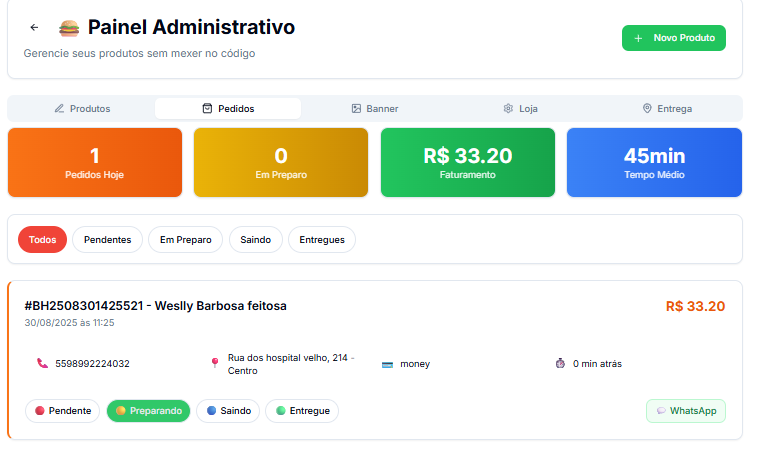 Painel Administrativo
Gerencie seus produtos sem mexer no código
Novo Produto
Produtos
Pedidos
Banner
Loja
Entrega
1
Pedidos Hoje
0
Em Preparo
R$ 33.20
Faturamento
45min
Tempo Médio
Todos
Pendentes
Em Preparo
Saindo
Entregues
#BH2508301425521 - Weslly Barbosa feitosa
R$ 33.20
30/08/2025 às 11:25
5598992224032
Rua dos hospital velho, 214 -
Centro
money
0 min atrás
Pendente
Preparando
Saindo
Entregue
WhatsApp